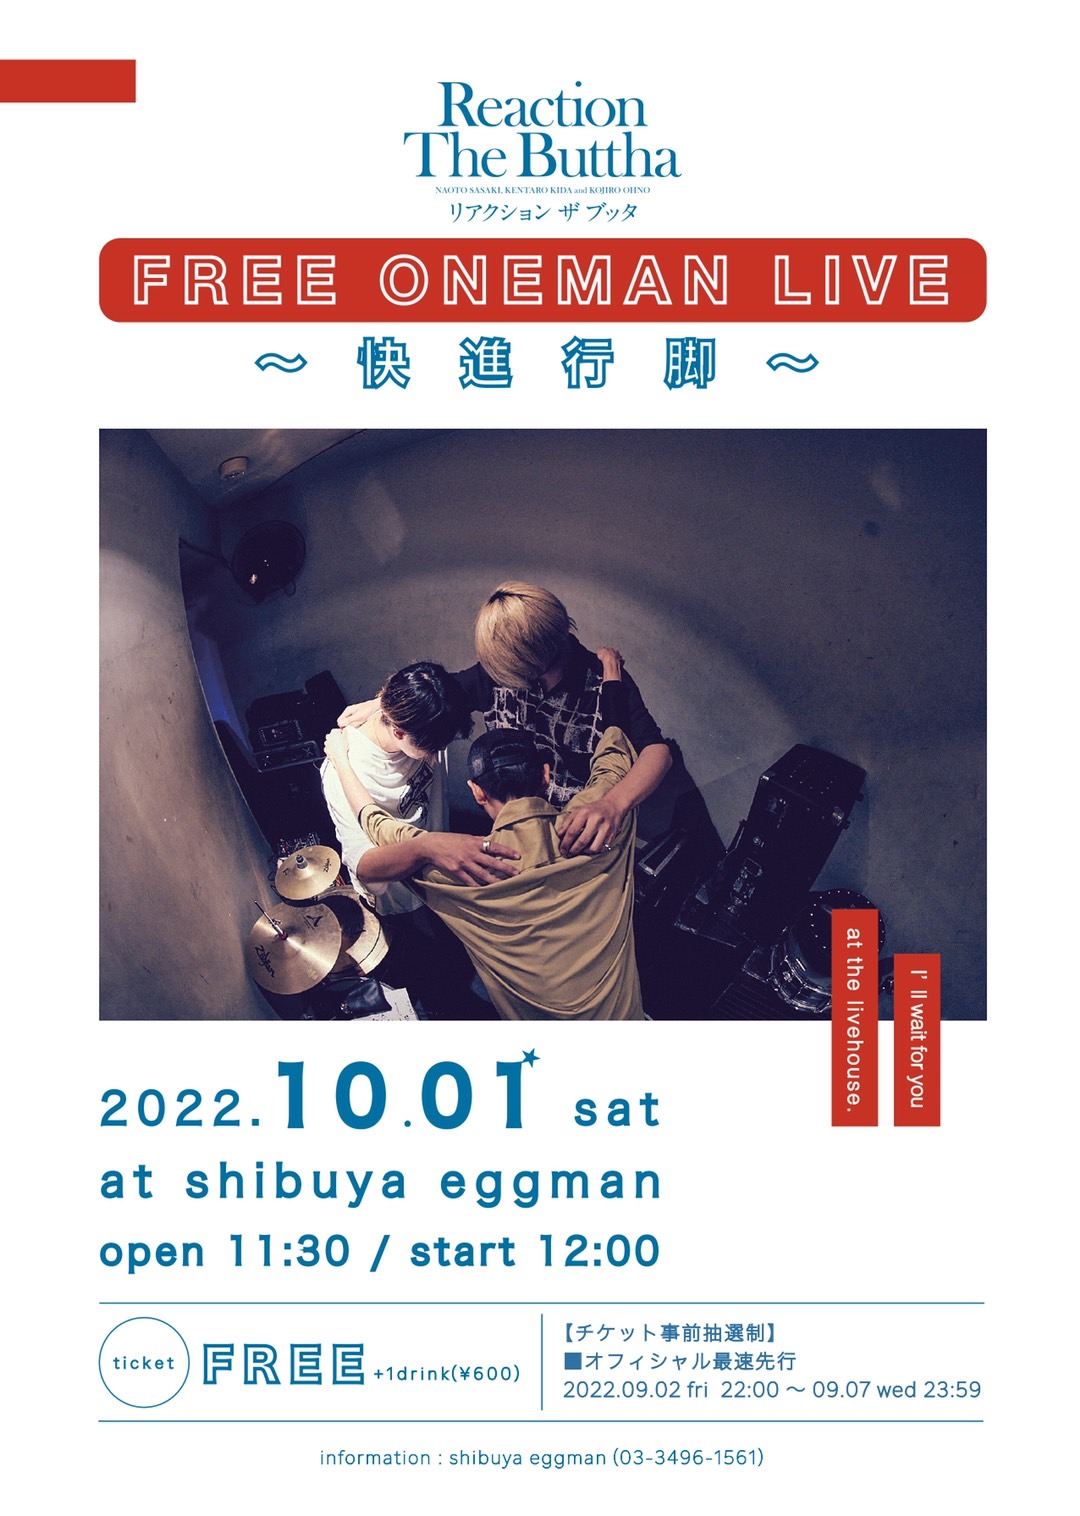 Reaction
The Buttha
NAOTO SASAKI, KENTARO KIDA and KOJIRO OHNO
リアクション ザ ブッタ
FREE ONEMAN LIVE
～快進行脚～
Zildjian
at the livehouse.
I'll wait for you
2022.10.01 sat
at shibuya eggman
open 11:30 / start 12:00
ticket
FREE +1drink(¥600)
【チケット事前抽選制】
■オフィシャル最速先行
2022.09.02 fri 22:00 ～ 09.07 wed 23:59
information : shibuya eggman (03-3496-1561)